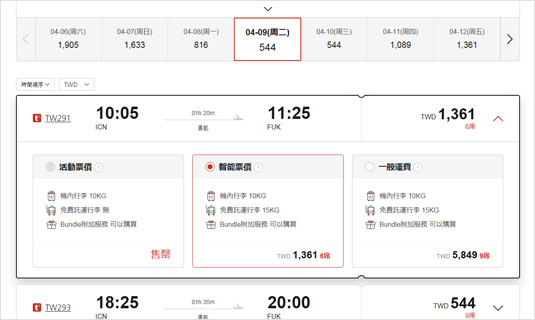 04-06(周六) 04-07(周日) 04-08(周一) 04-09(周二) 04-10(周三) 04-11(周四) 04-12(周五)
1,905 1,633 816 544 544 1,089 1,361
時間順序 TWD
t TW291 10:05 01h 20m 11:25 TWD 1,361
ICN 直航 FUK 6席
活動票價 智能票價 一般運費
機內行李 10KG 機內行李 10KG 機內行李 10KG
免費託運行李 無 免費託運行李 15KG 免費託運行李 15KG
Bundle附加服務 可以購買 Bundle附加服務 可以購買 Bundle附加服務 可以購買
售罄 TWD 1,361 6席 TWD 5,849 9席
t TW293 18:25 01h 35m 20:00 TWD 544
ICN 直航 FUK 9席